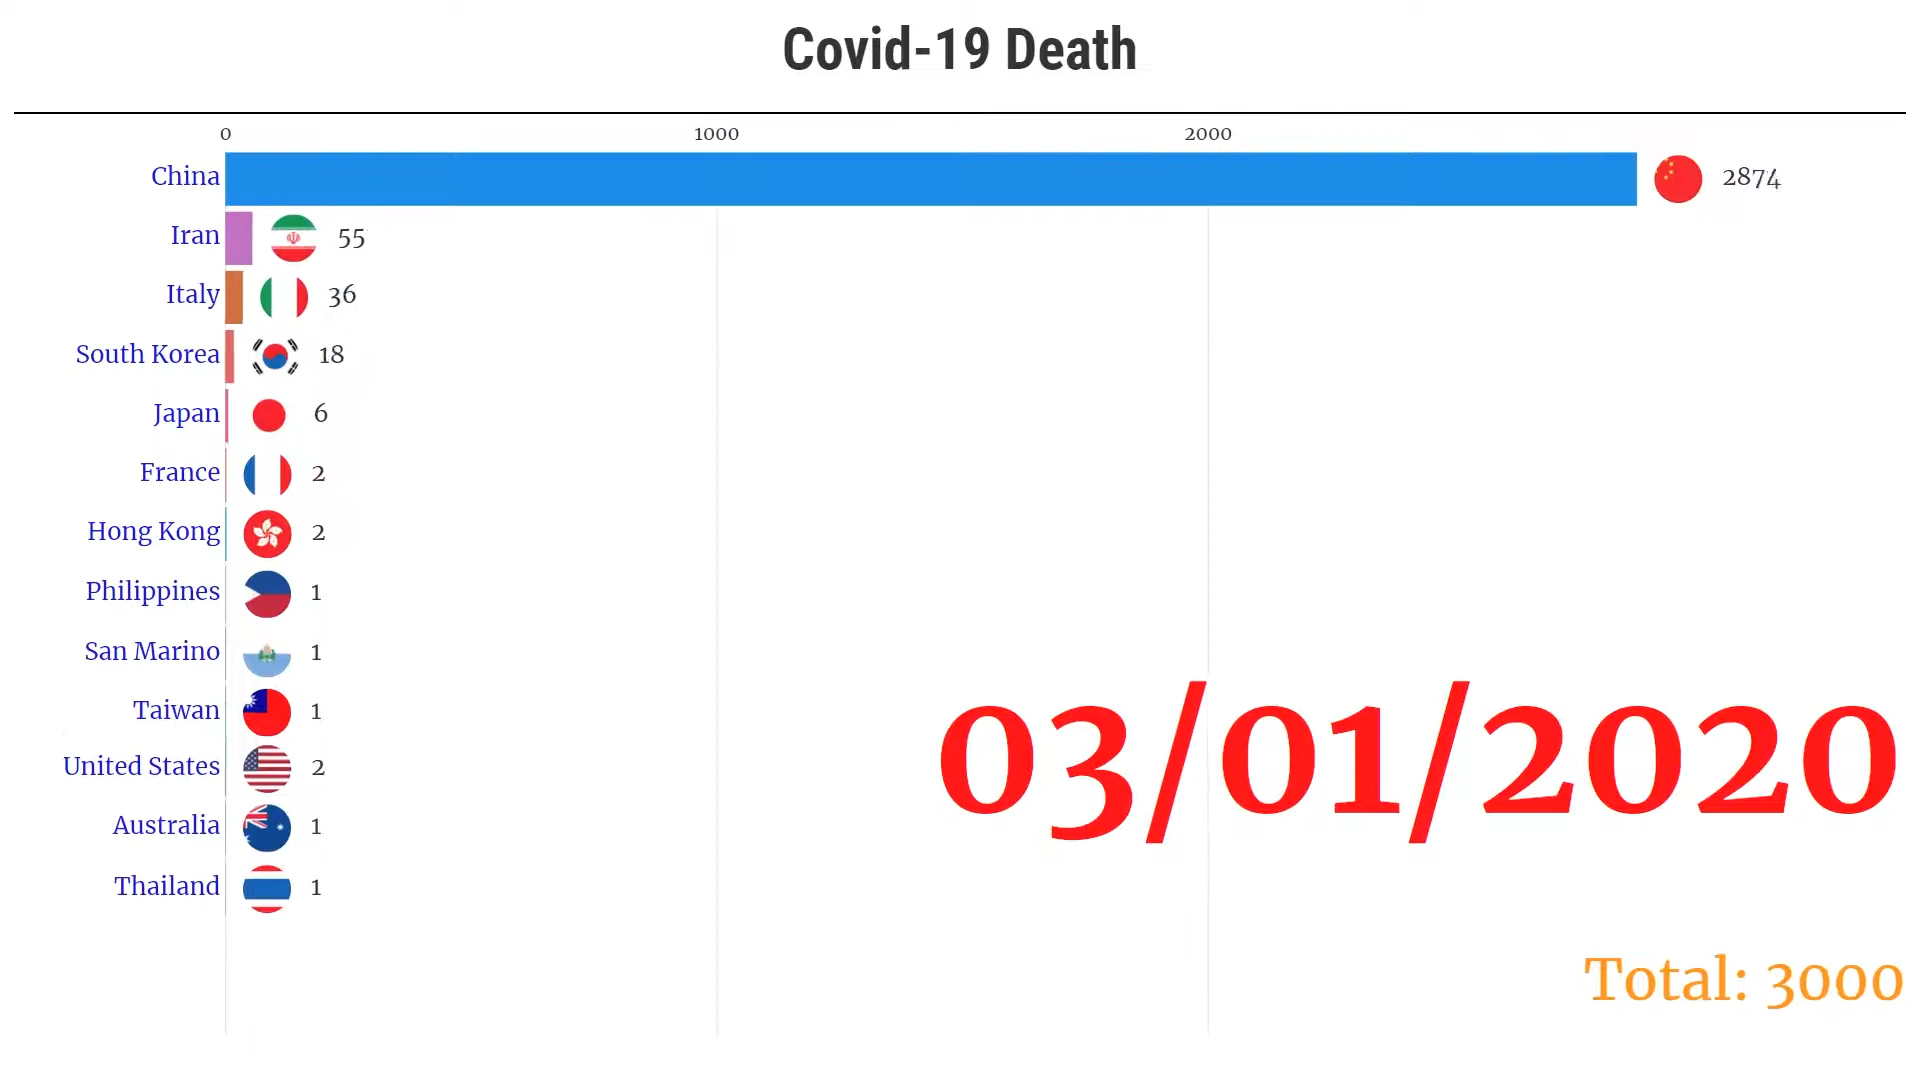 Covid-19 Death
0 1000 2000
China 2874
Iran 55
Italy 36
South Korea 18
Japan 6
France 2
Hong Kong 2
Philippines 1
San Marino 1
Taiwan 1
United States 2
Australia 1
Thailand 1
03/01/2020
Total: 3000